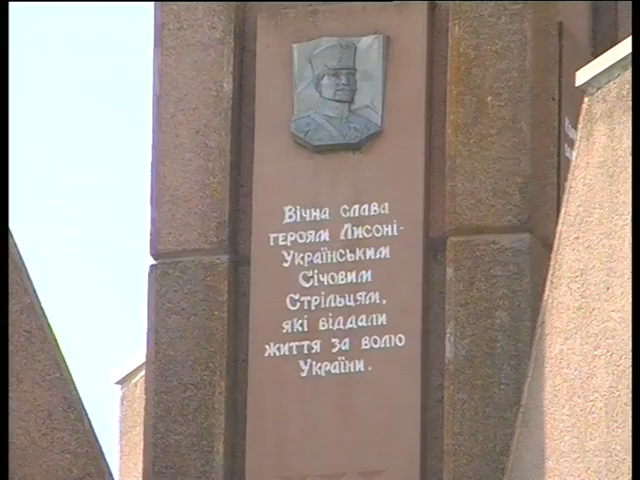 Вічна слава
героям Лисоні-
Українським
Січовим
Стрільцям,
які віддали
життя за волю
України.